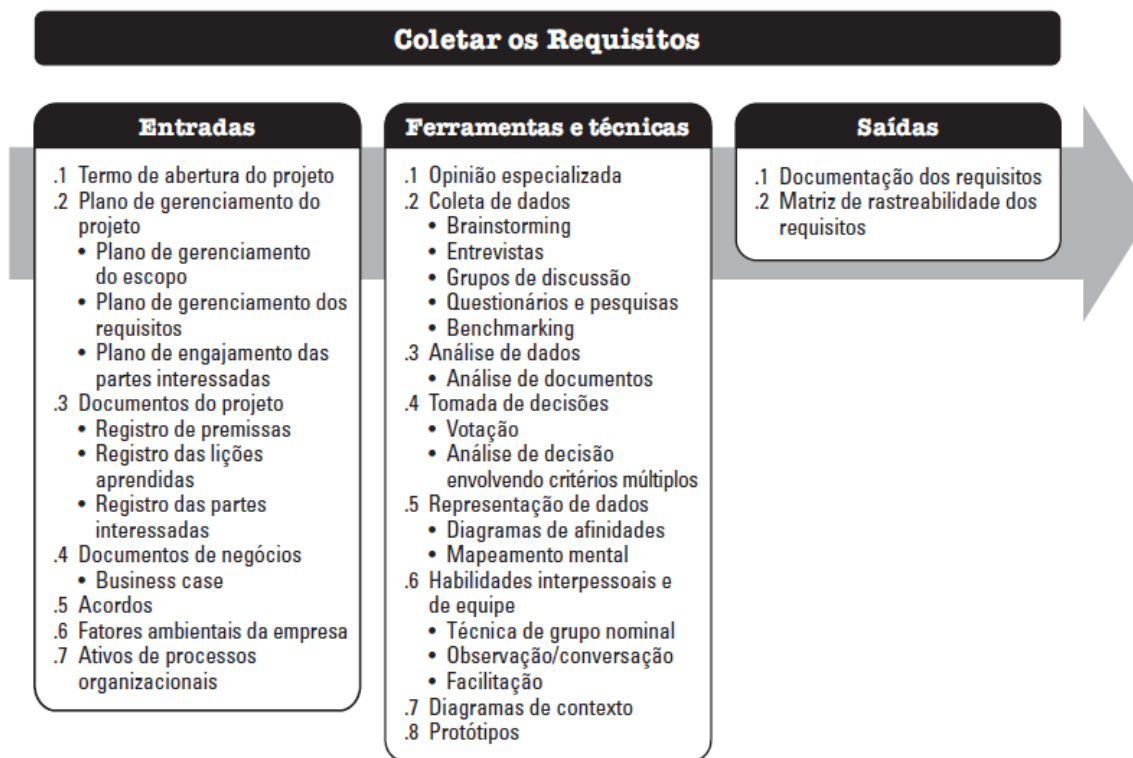 Coletar os Requisitos
Entradas
.1 Termo de abertura do projeto
.2 Plano de gerenciamento do
projeto
• Plano de gerenciamento
do escopo
• Plano de gerenciamento dos
requisitos
• Plano de engajamento das
partes interessadas
.3 Documentos do projeto
• Registro de premissas
• Registro das lições
aprendidas
• Registro das partes
interessadas
.4 Documentos de negócios
• Business case
.5 Acordos
.6 Fatores ambientais da empresa
.7 Ativos de processos
organizacionais
Ferramentas e técnicas
.1 Opinião especializada
.2 Coleta de dados
• Brainstorming
• Entrevistas
• Grupos de discussão
• Questionários e pesquisas
• Benchmarking
.3 Análise de dados
• Análise de documentos
.4 Tomada de decisões
• Votação
• Análise de decisão
envolvendo critérios múltiplos
.5 Representação de dados
• Diagramas de afinidades
• Mapeamento mental
.6 Habilidades interpessoais e
de equipe
• Técnica de grupo nominal
• Observação/conversação
• Facilitação
.7 Diagramas de contexto
.8 Protótipos
Saídas
.1 Documentação dos requisitos
.2 Matriz de rastreabilidade dos
requisitos